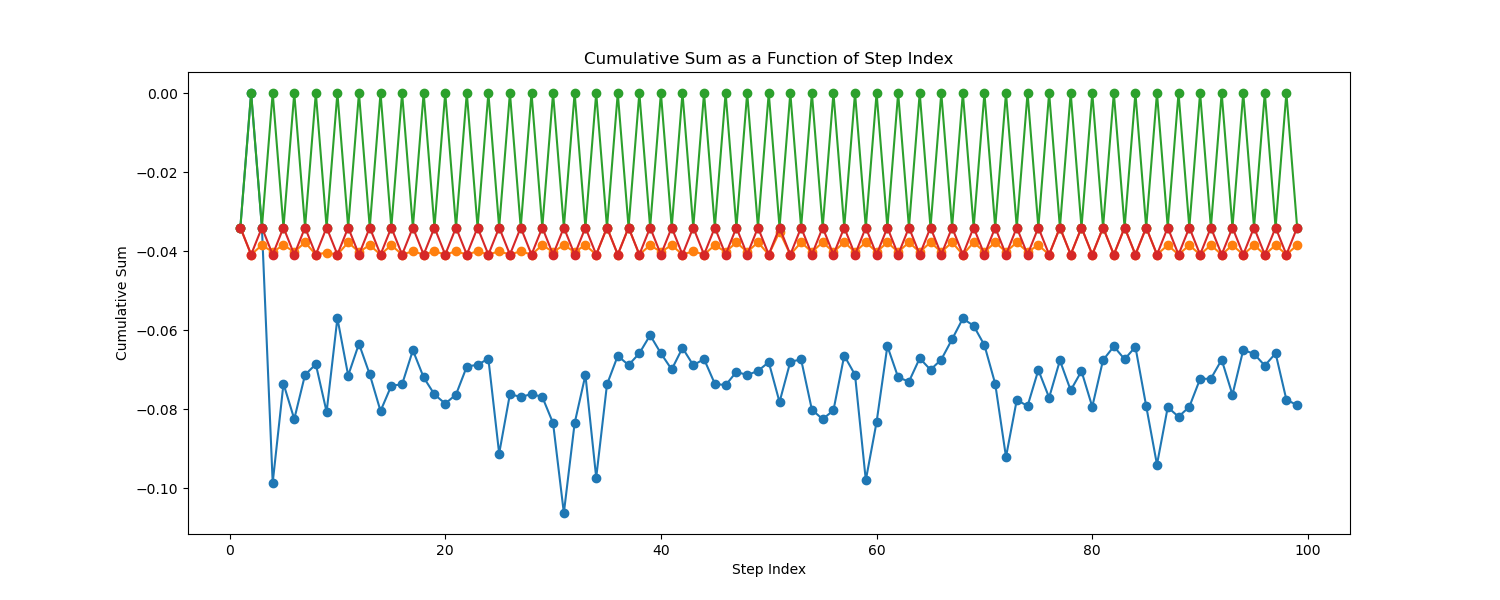 Cumulative Sum as a Function of Step Index
0.00
−0.02
−0.04
−0.06
−0.08
−0.10
Cumulative Sum
0 20 40 60 80 100
Step Index